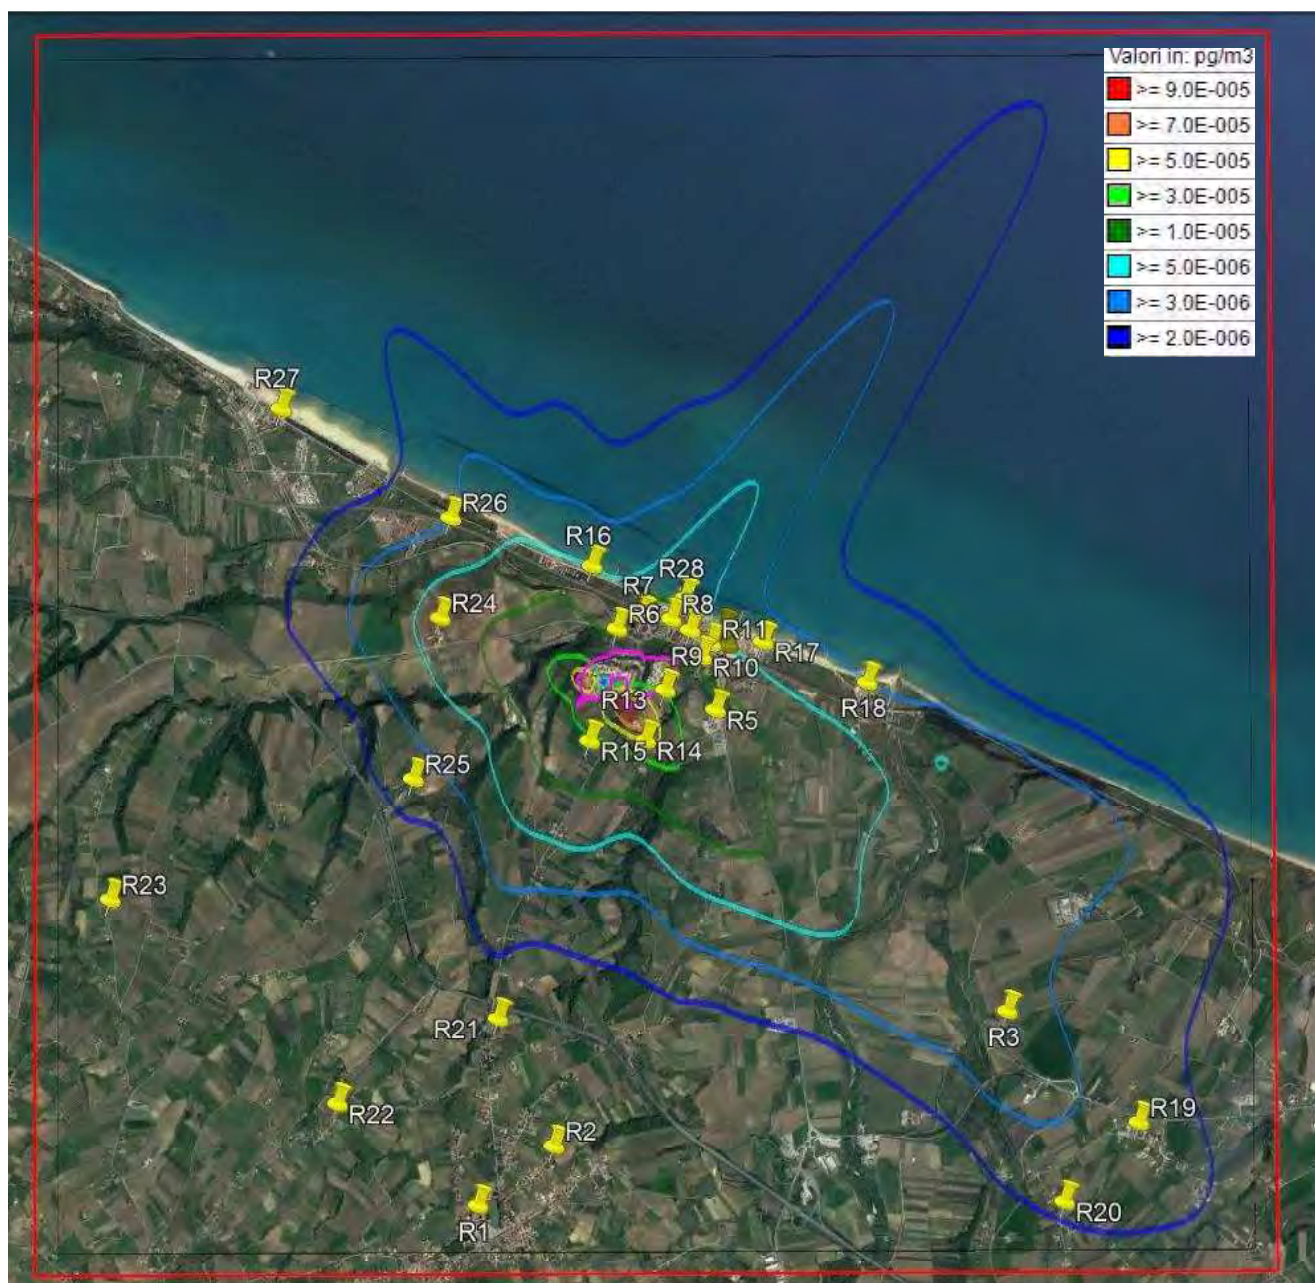 Valori in: pg/m3
>= 9.0E-005
>= 7.0E-005
>= 5.0E-005
>= 3.0E-005
>= 1.0E-005
>= 5.0E-006
>= 3.0E-006
>= 2.0E-006
R27
R26
R16
R28
R7
R24
R6
R8
R11
R17
R9
R10
R13
R18
R5
R15
R14
R25
R23
R3
R21
R22
R19
R2
R20
R1